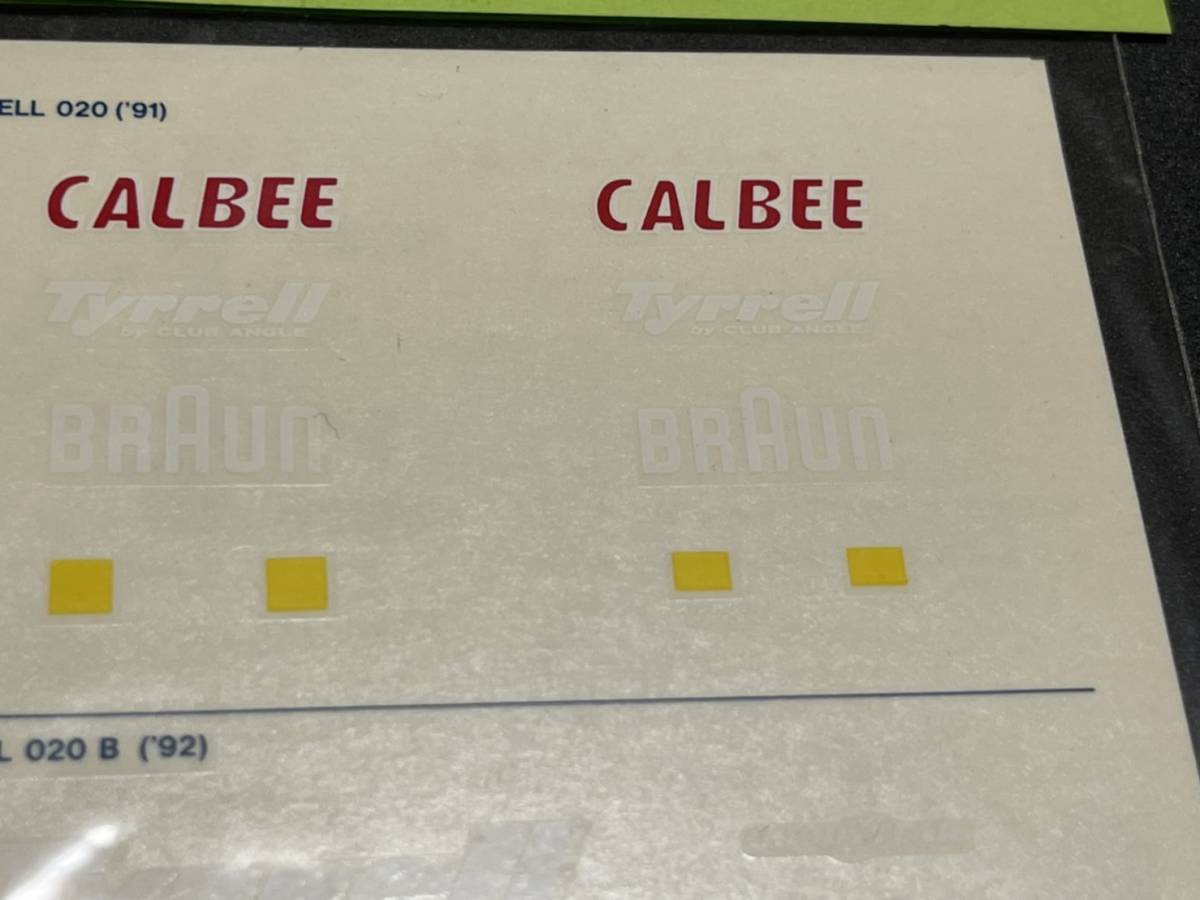 ELL 020 ('91)
CALBEE CALBEE
Tyrrell Tyrrell
by CLUB ANGLE by CLUB ANGLE
BRAUN BRAUN
L 020 B ('92)